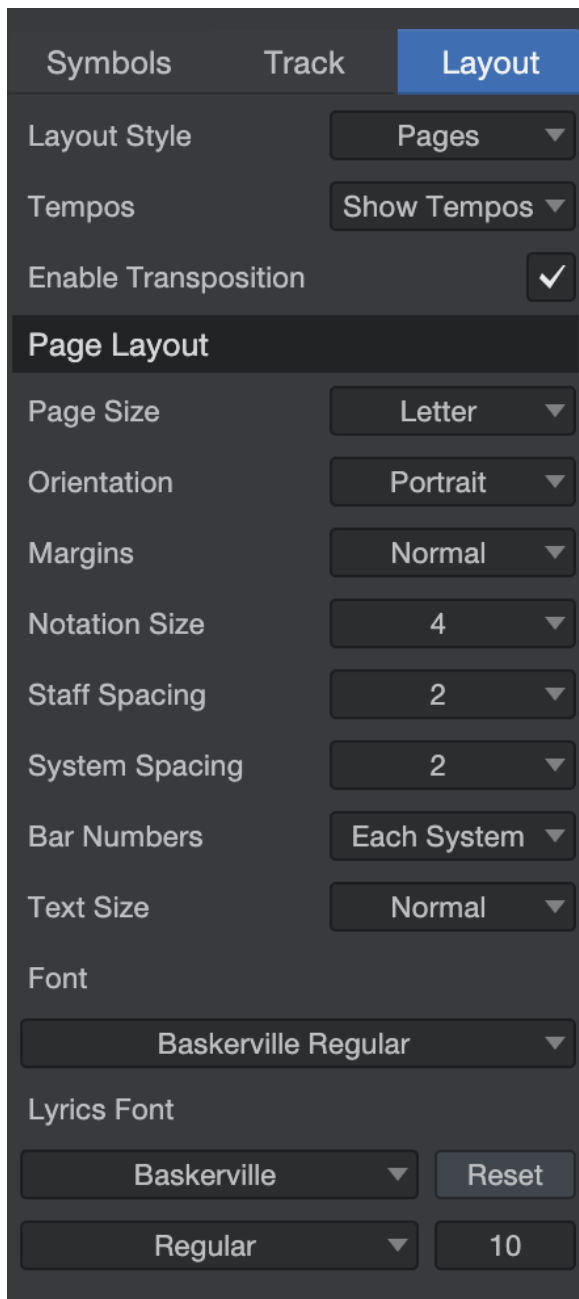 Symbols Track Layout
Layout Style Pages
Tempos Show Tempos
Enable Transposition
Page Layout
Page Size Letter
Orientation Portrait
Margins Normal
Notation Size 4
Staff Spacing 2
System Spacing 2
Bar Numbers Each System
Text Size Normal
Font
Baskerville Regular
Lyrics Font
Baskerville Reset
Regular 10